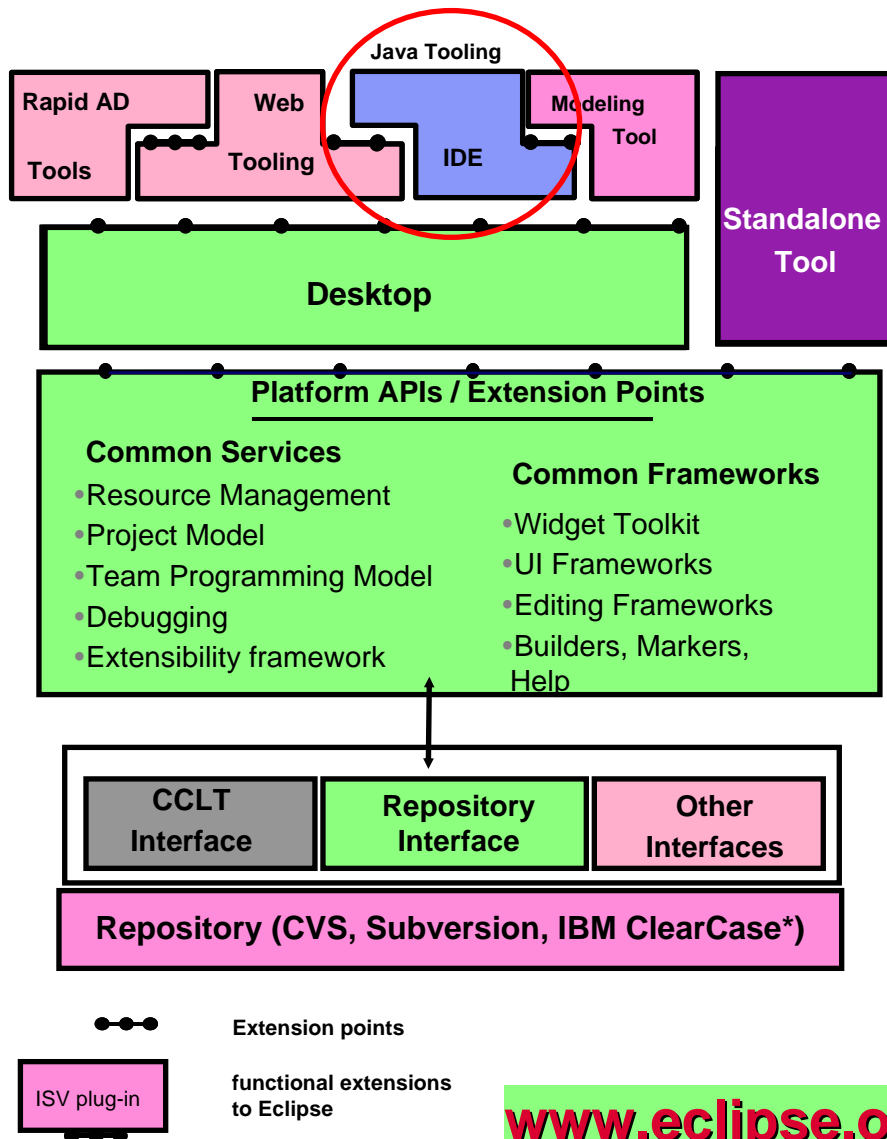 Java Tooling
Rapid AD
Tools
Web
Tooling
IDE
Modeling
Tool
Standalone
Tool
Desktop
Platform APIs / Extension Points
Common Services
•Resource Management
•Project Model
•Team Programming Model
•Debugging
•Extensibility framework
Common Frameworks
•Widget Toolkit
•UI Frameworks
•Editing Frameworks
•Builders, Markers,
Help
CCLT
Interface
Repository
Interface
Other
Interfaces
Repository (CVS, Subversion, IBM ClearCase*)
Extension points
ISV plug-in
functional extensions
to Eclipse
www.eclipse.o